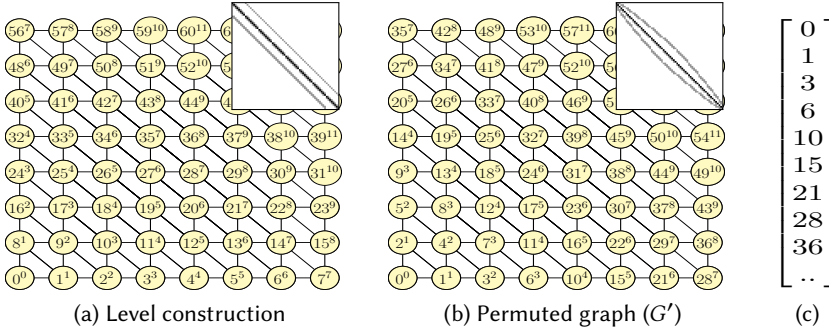 56⁷ 57⁸ 58⁹ 59¹⁰ 60¹¹
48⁶ 49⁷ 50⁸ 51⁹ 52¹⁰
40⁵ 41⁶ 42⁷ 43⁸ 44⁹
32⁴ 33⁵ 34⁶ 35⁷ 36⁸ 37⁹ 38¹⁰ 39¹¹
24³ 25⁴ 26⁵ 27⁶ 28⁷ 29⁸ 30⁹ 31¹⁰
16² 17³ 18⁴ 19⁵ 20⁶ 21⁷ 22⁸ 23⁹
8¹ 9² 10³ 11⁴ 12⁵ 13⁶ 14⁷ 15⁸
0⁰ 1¹ 2² 3³ 4⁴ 5⁵ 6⁶ 7⁷
(a) Level construction
35⁷ 42⁸ 48⁹ 53¹⁰ 57¹¹
27⁶ 34⁷ 41⁸ 47⁹ 52¹⁰
20⁵ 26⁶ 33⁷ 40⁸ 46⁹
14⁴ 19⁵ 25⁶ 32⁷ 39⁸ 45⁹ 50¹⁰ 54¹¹
9³ 13⁴ 18⁵ 24⁶ 31⁷ 38⁸ 44⁹ 49¹⁰
5² 8³ 12⁴ 17⁵ 23⁶ 30⁷ 37⁸ 43⁹
2¹ 4² 7³ 11⁴ 16⁵ 22⁶ 29⁷ 36⁸
0⁰ 1¹ 3² 6³ 10⁴ 15⁵ 21⁶ 28⁷
(b) Permuted graph (G′)
0
1
3
6
10
15
21
28
36
..
(c)